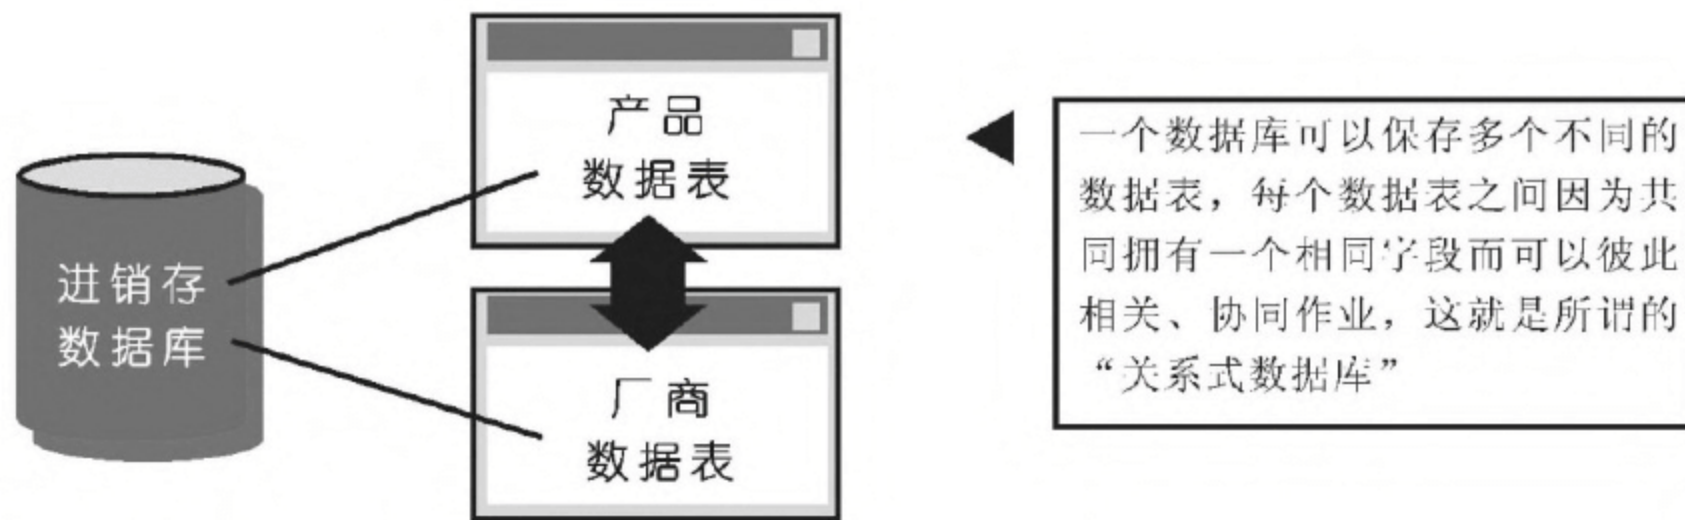 进销存
数据库
产品
数据表
厂商
数据表
一个数据库可以保存多个不同的
数据表，每个数据表之间因为共
同拥有一个相同字段而可以彼此
相关、协同作业，这就是所谓的
“关系式数据库”